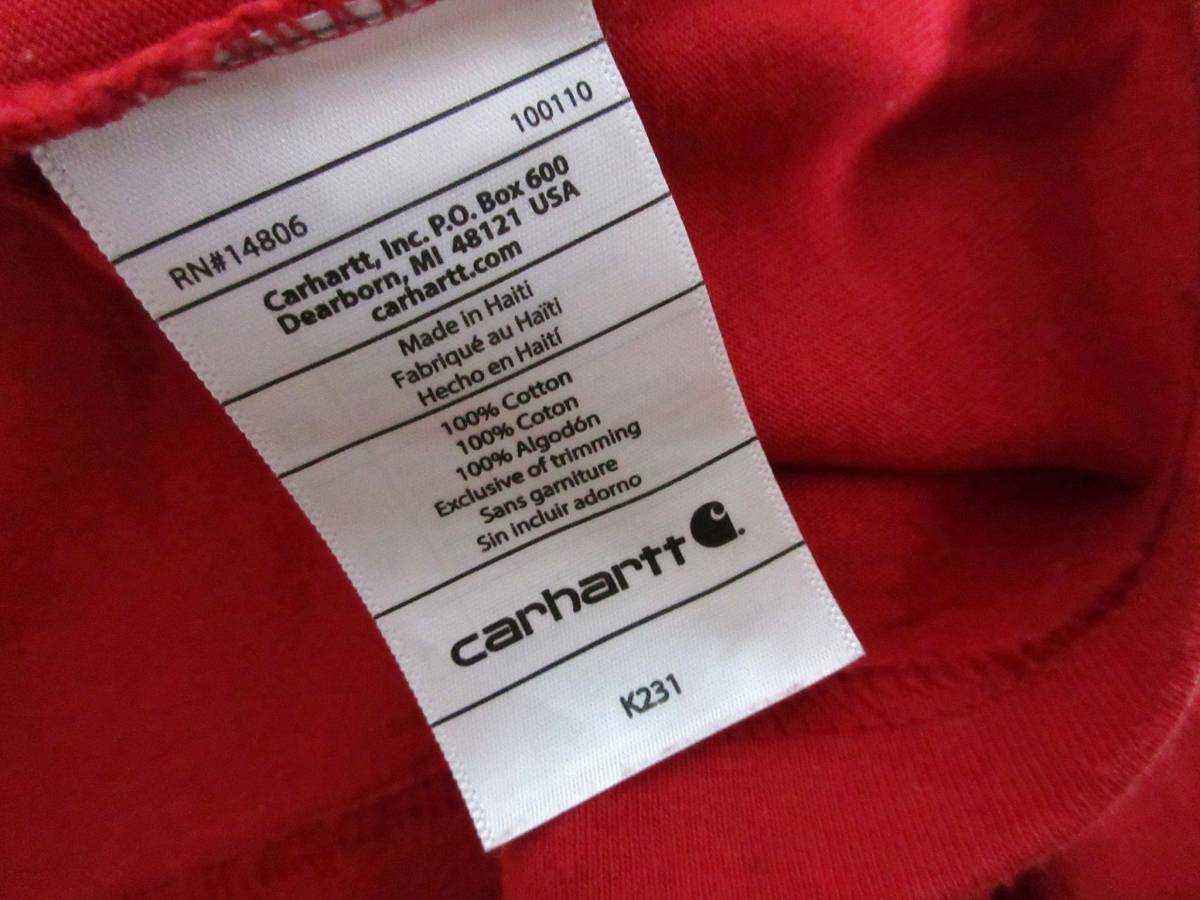 RN#14806 100110
Carhartt, Inc. P.O. Box 600
Dearborn, MI 48121 USA
carhartt.com
Made in Haiti
Fabriqué au Haïti
Hecho en Haití
100% Cotton
100% Coton
100% Algodón
Exclusive of trimming
Sans garniture
Sin incluir adorno
carhartt
K231